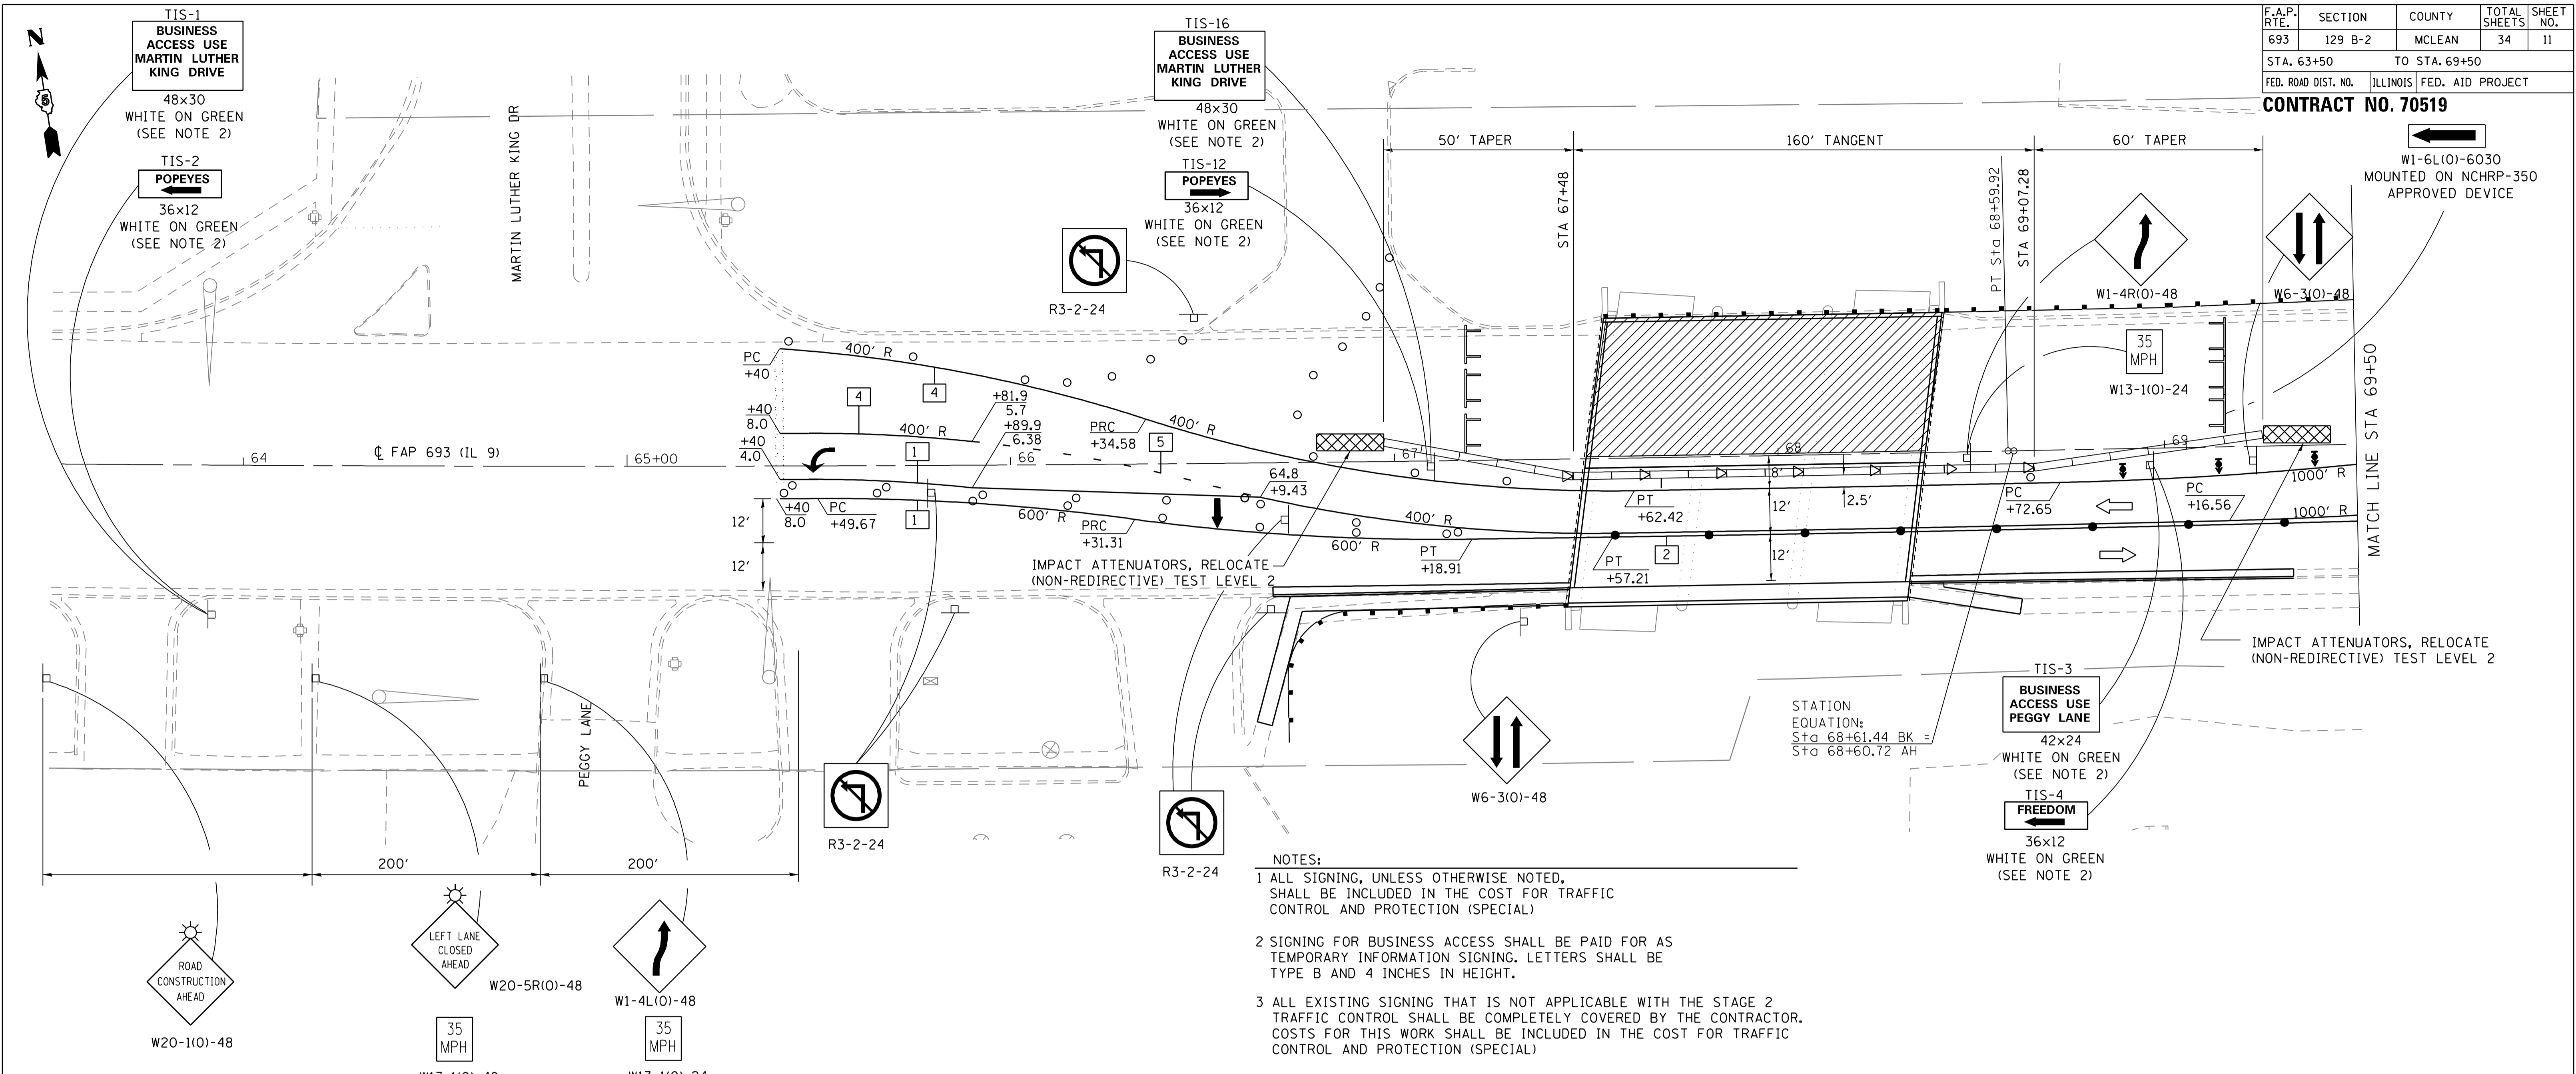 F.A.P. RTE. SECTION COUNTY TOTAL SHEETS SHEET NO.
693 129 B-2 MCLEAN 34 11
STA. 63+50 TO STA. 69+50
FED. ROAD DIST. NO. ILLINOIS FED. AID PROJECT
CONTRACT NO. 70519
N
5
TIS-1
BUSINESS
ACCESS USE
MARTIN LUTHER
KING DRIVE
48x30
WHITE ON GREEN
(SEE NOTE 2)
TIS-2
POPEYES
36x12
WHITE ON GREEN
(SEE NOTE 2)
MARTIN LUTHER KING DR
TIS-16
BUSINESS
ACCESS USE
MARTIN LUTHER
KING DRIVE
48x30
WHITE ON GREEN
(SEE NOTE 2)
TIS-12
POPEYES
36x12
WHITE ON GREEN
(SEE NOTE 2)
R3-2-24
50' TAPER
160' TANGENT
60' TAPER
STA 67+48
PT Sta 68+59.92
STA 69+07.28
W1-6L(O)-6030
MOUNTED ON NCHRP-350
APPROVED DEVICE
W1-4R(O)-48
W6-3(O)-48
35
MPH
W13-1(O)-24
MATCH LINE STA 69+50
PC
+40
400' R
4
4
+40
8.0
400' R
+81.9
5.7
+89.9
6.38
PRC
+34.58
400' R
5
+40
4.0
64
℄ FAP 693 (IL 9)
65+00
1
66
67
68
69
64.8
+9.43
8'
2.5'
12'
12'
+40
8.0
PC
+49.67
1
600' R
PRC
+31.31
400' R
600' R
PT
+18.91
PT
+62.42
PT
+57.21
2
12'
12'
PC
+72.65
PC
+16.56
1000' R
1000' R
IMPACT ATTENUATORS, RELOCATE
(NON-REDIRECTIVE) TEST LEVEL 2
IMPACT ATTENUATORS, RELOCATE
(NON-REDIRECTIVE) TEST LEVEL 2
PEGGY LANE
200'
200'
R3-2-24
R3-2-24
W6-3(O)-48
STATION
EQUATION:
Sta 68+61.44 BK =
Sta 68+60.72 AH
TIS-3
BUSINESS
ACCESS USE
PEGGY LANE
42x24
WHITE ON GREEN
(SEE NOTE 2)
TIS-4
FREEDOM
36x12
WHITE ON GREEN
(SEE NOTE 2)
ROAD
CONSTRUCTION
AHEAD
W20-1(O)-48
LEFT LANE
CLOSED
AHEAD
W20-5R(O)-48
35
MPH
W1-4L(O)-48
35
MPH
NOTES:
1 ALL SIGNING, UNLESS OTHERWISE NOTED,
SHALL BE INCLUDED IN THE COST FOR TRAFFIC
CONTROL AND PROTECTION (SPECIAL)
2 SIGNING FOR BUSINESS ACCESS SHALL BE PAID FOR AS
TEMPORARY INFORMATION SIGNING. LETTERS SHALL BE
TYPE B AND 4 INCHES IN HEIGHT.
3 ALL EXISTING SIGNING THAT IS NOT APPLICABLE WITH THE STAGE 2
TRAFFIC CONTROL SHALL BE COMPLETELY COVERED BY THE CONTRACTOR.
COSTS FOR THIS WORK SHALL BE INCLUDED IN THE COST FOR TRAFFIC
CONTROL AND PROTECTION (SPECIAL)